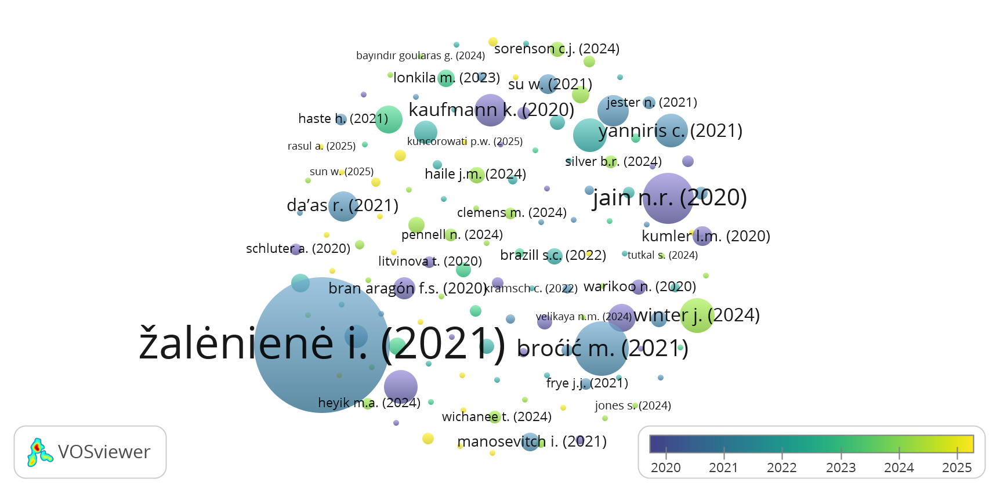 sorenson c.j. (2024)
bayındır goularas g. (2024)
lonkila m. (2023)
su w. (2021)
jester n. (2021)
kaufmann k. (2020)
haste h. (2021)
yanniris c. (2021)
kuncorowati p.w. (2025)
rasul a. (2025)
silver b.r. (2024)
sun w. (2025)
haile j.m. (2024)
jain n.r. (2020)
da’as r. (2021)
clemens m. (2024)
pennell n. (2024)
kumler l.m. (2020)
schluter a. (2020)
brazill s.c. (2022)
tutkal s. (2024)
litvinova t. (2020)
bran aragón f.s. (2020)
kramsch c. (2022)
warikoo n. (2020)
velikaya n.m. (2024)
winter j. (2024)
žalėnienė i. (2021)
broćić m. (2021)
frye j.j. (2021)
heyik m.a. (2024)
jones s. (2024)
wichanee t. (2024)
manosevitch i. (2021)
VOSviewer
2020 2021 2022 2023 2024 2025